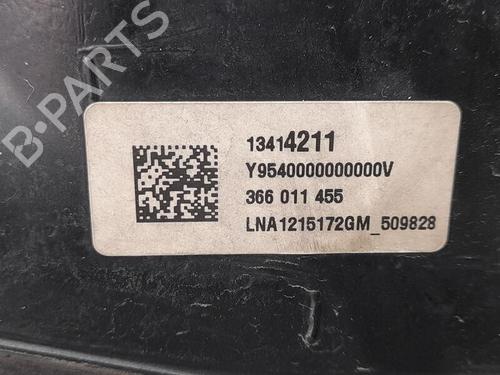 B-PARTS
13414211
Y9540000000000V
366 011 455
LNA1215172GM_509828